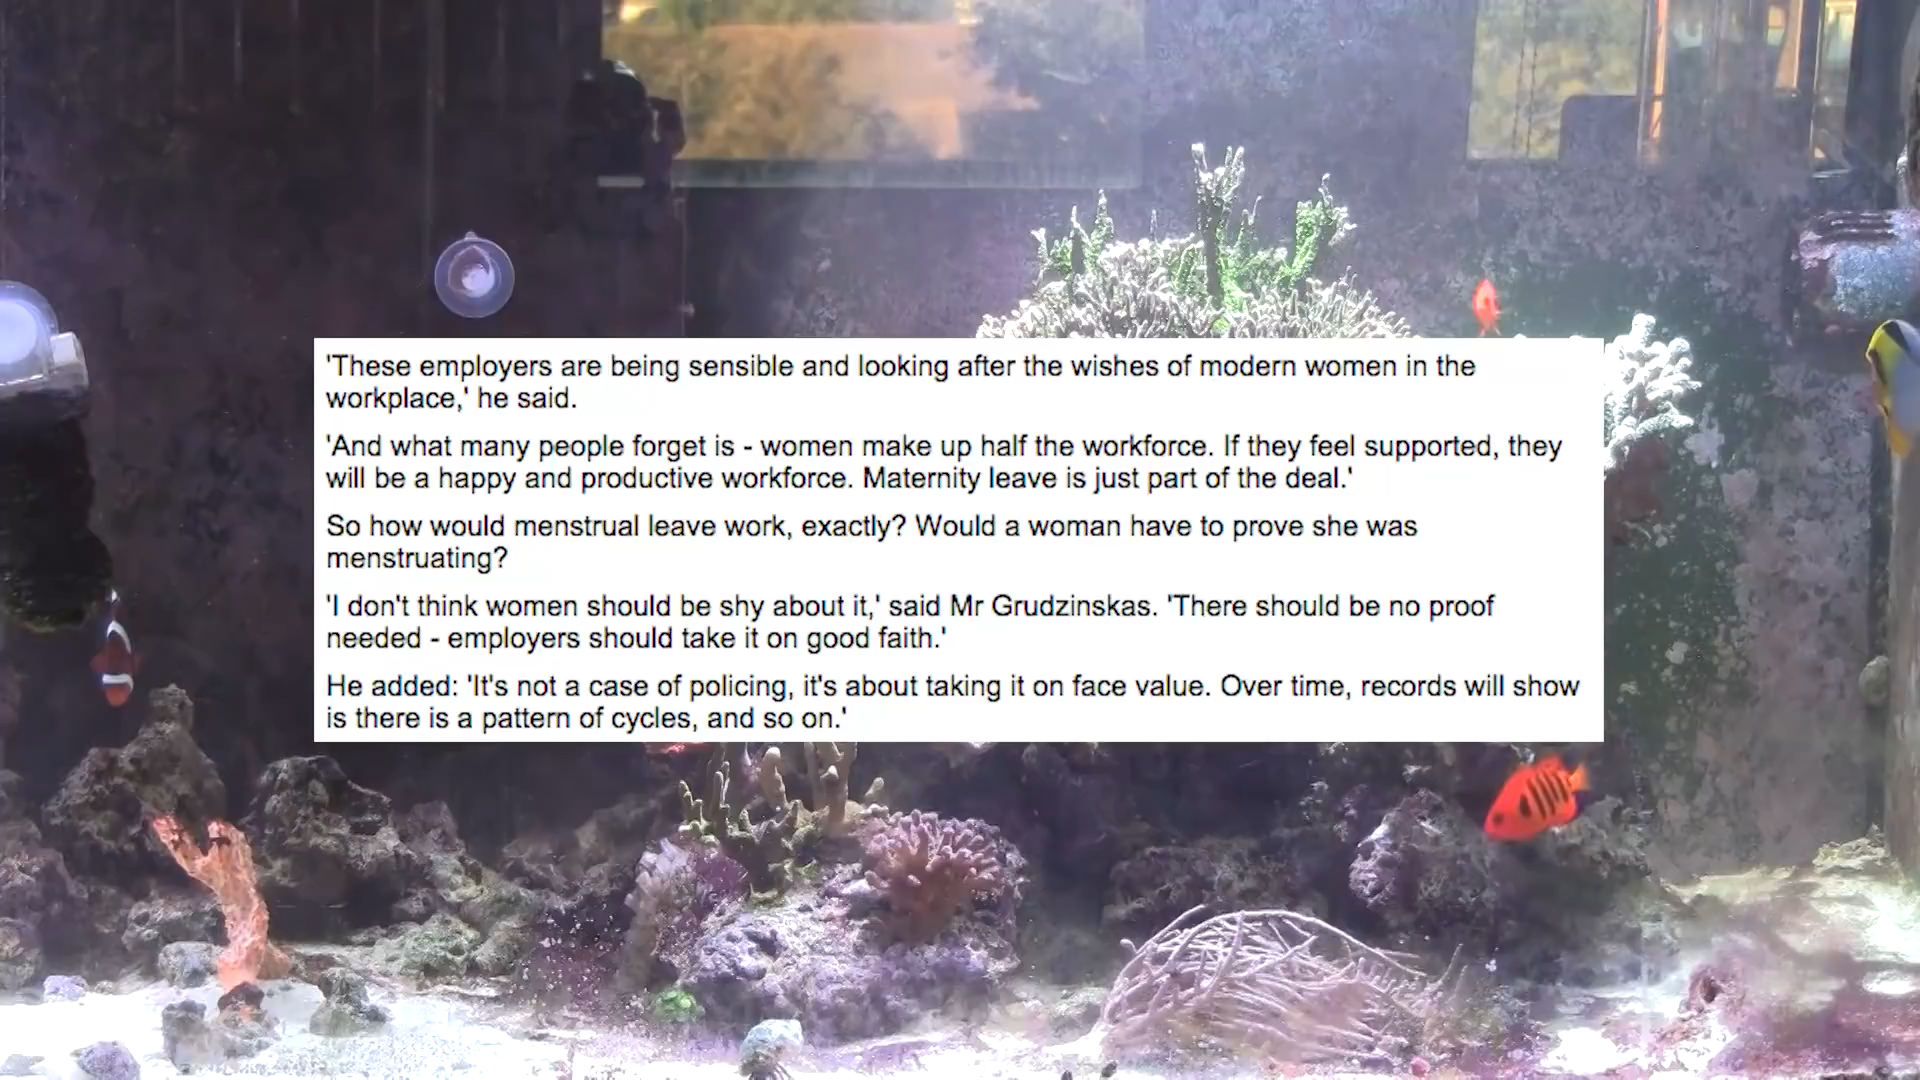 'These employers are being sensible and looking after the wishes of modern women in the
workplace,' he said.
'And what many people forget is - women make up half the workforce. If they feel supported, they
will be a happy and productive workforce. Maternity leave is just part of the deal.'
So how would menstrual leave work, exactly? Would a woman have to prove she was
menstruating?
'I don't think women should be shy about it,' said Mr Grudzinskas. 'There should be no proof
needed - employers should take it on good faith.'
He added: 'It's not a case of policing, it's about taking it on face value. Over time, records will show
is there is a pattern of cycles, and so on.'